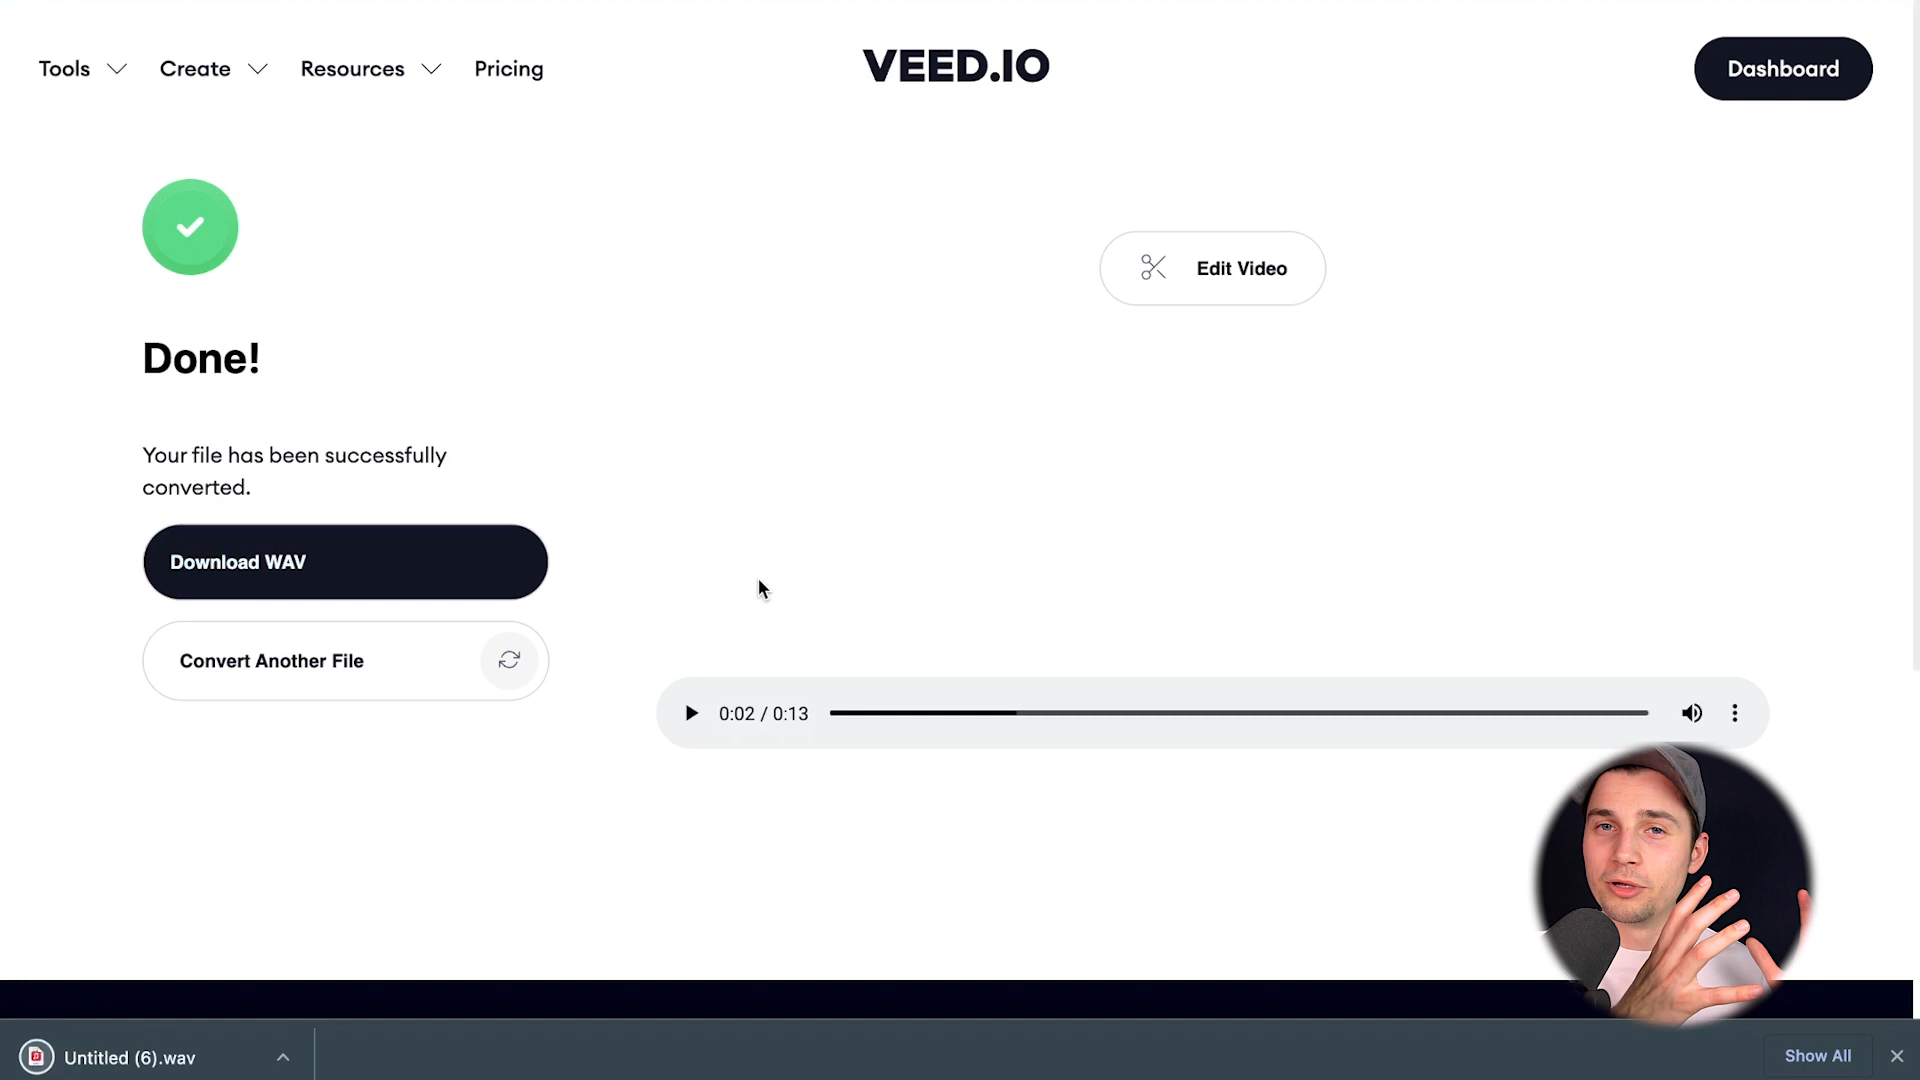 Tools
Create
Resources
Pricing
VEED.IO
Dashboard
Edit Video
Done!
Your file has been successfully
converted.
Download WAV
Convert Another File
0:02 / 0:13
Untitled (6).wav
Show All